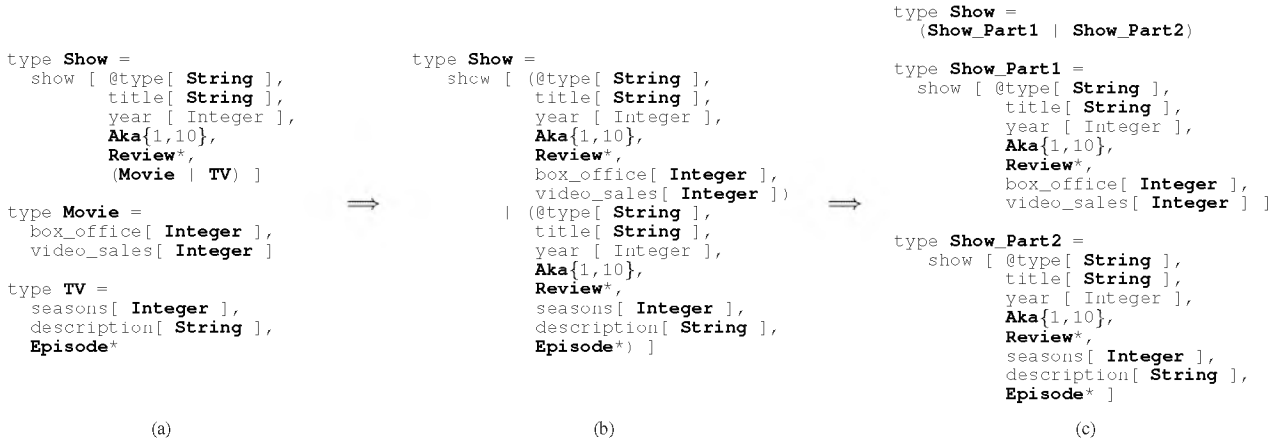 type Show =
show [ @type[ String ],
title[ String ],
year [ Integer ],
Aka{1,10},
Review*,
(Movie | TV) ]
type Movie =
box_office[ Integer ],
video_sales[ Integer ]
type TV =
seasons[ Integer ],
description[ String ],
Episode*
(a)
⇒
type Show =
show [ (@type[ String ],
title[ String ],
year [ Integer ],
Aka{1,10},
Review*,
box_office[ Integer ],
video_sales[ Integer ])
| (@type[ String ],
title[ String ],
year [ Integer ],
Aka{1,10},
Review*,
seasons[ Integer ],
description[ String ],
Episode*) ]
(b)
⇒
type Show =
(Show_Part1 | Show_Part2)
type Show_Part1 =
show [ @type[ String ],
title[ String ],
year [ Integer ],
Aka{1,10},
Review*,
box_office[ Integer ],
video_sales[ Integer ] ]
type Show_Part2 =
show [ @type[ String ],
title[ String ],
year [ Integer ],
Aka{1,10},
Review*,
seasons[ Integer ],
description[ String ],
Episode* ]
(c)